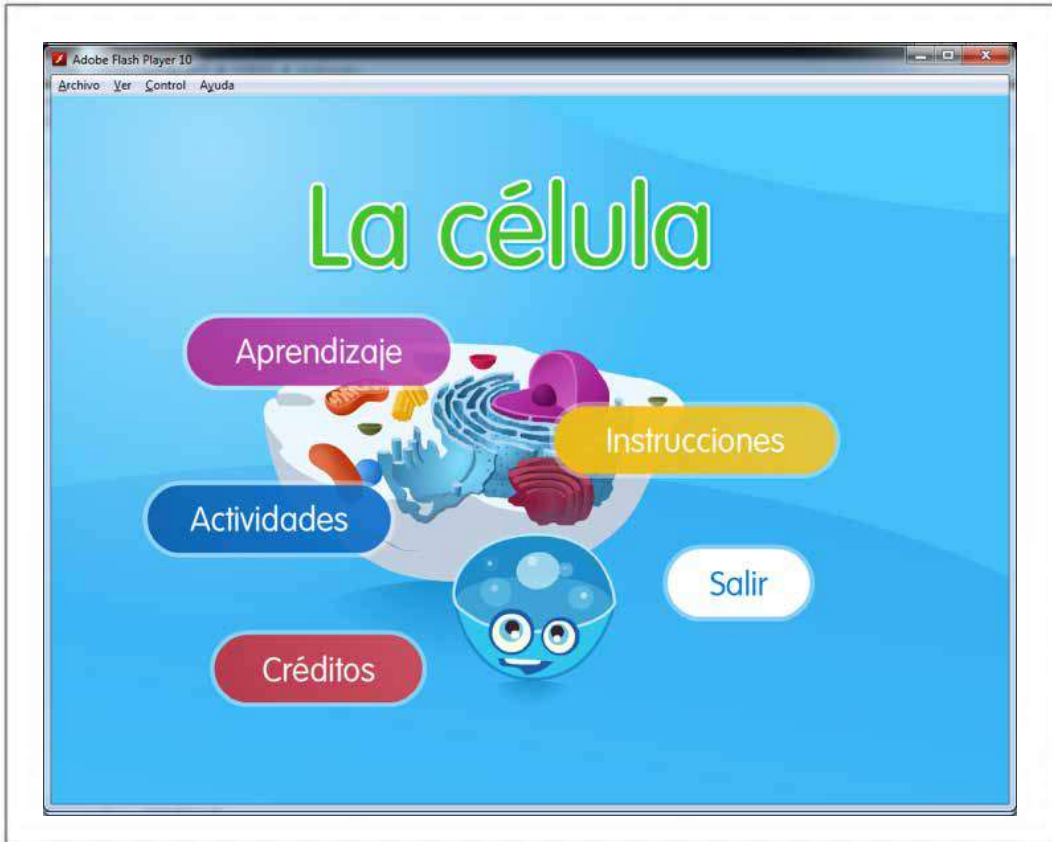 Adobe Flash Player 10
Archivo Ver Control Ayuda
La célula
Aprendizaje
Instrucciones
Actividades
Salir
Créditos